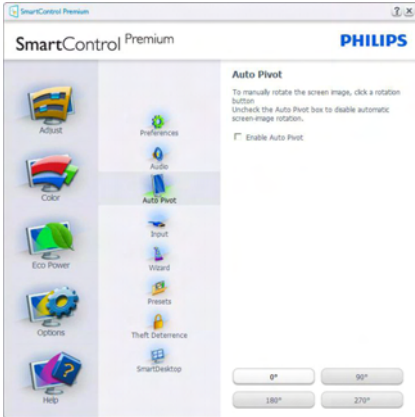 SmartControl Premium
SmartControl Premium
PHILIPS
Adjust
Color
Eco Power
Options
Help
Preferences
Audio
Auto Pivot
Input
Wizard
Presets
Theft Deterrence
SmartDesktop
Auto Pivot
To manually rotate the screen image, click a rotation
button
Uncheck the Auto Pivot box to disable automatic
screen-image rotation.
Enable Auto Pivot
0°
90°
180°
270°